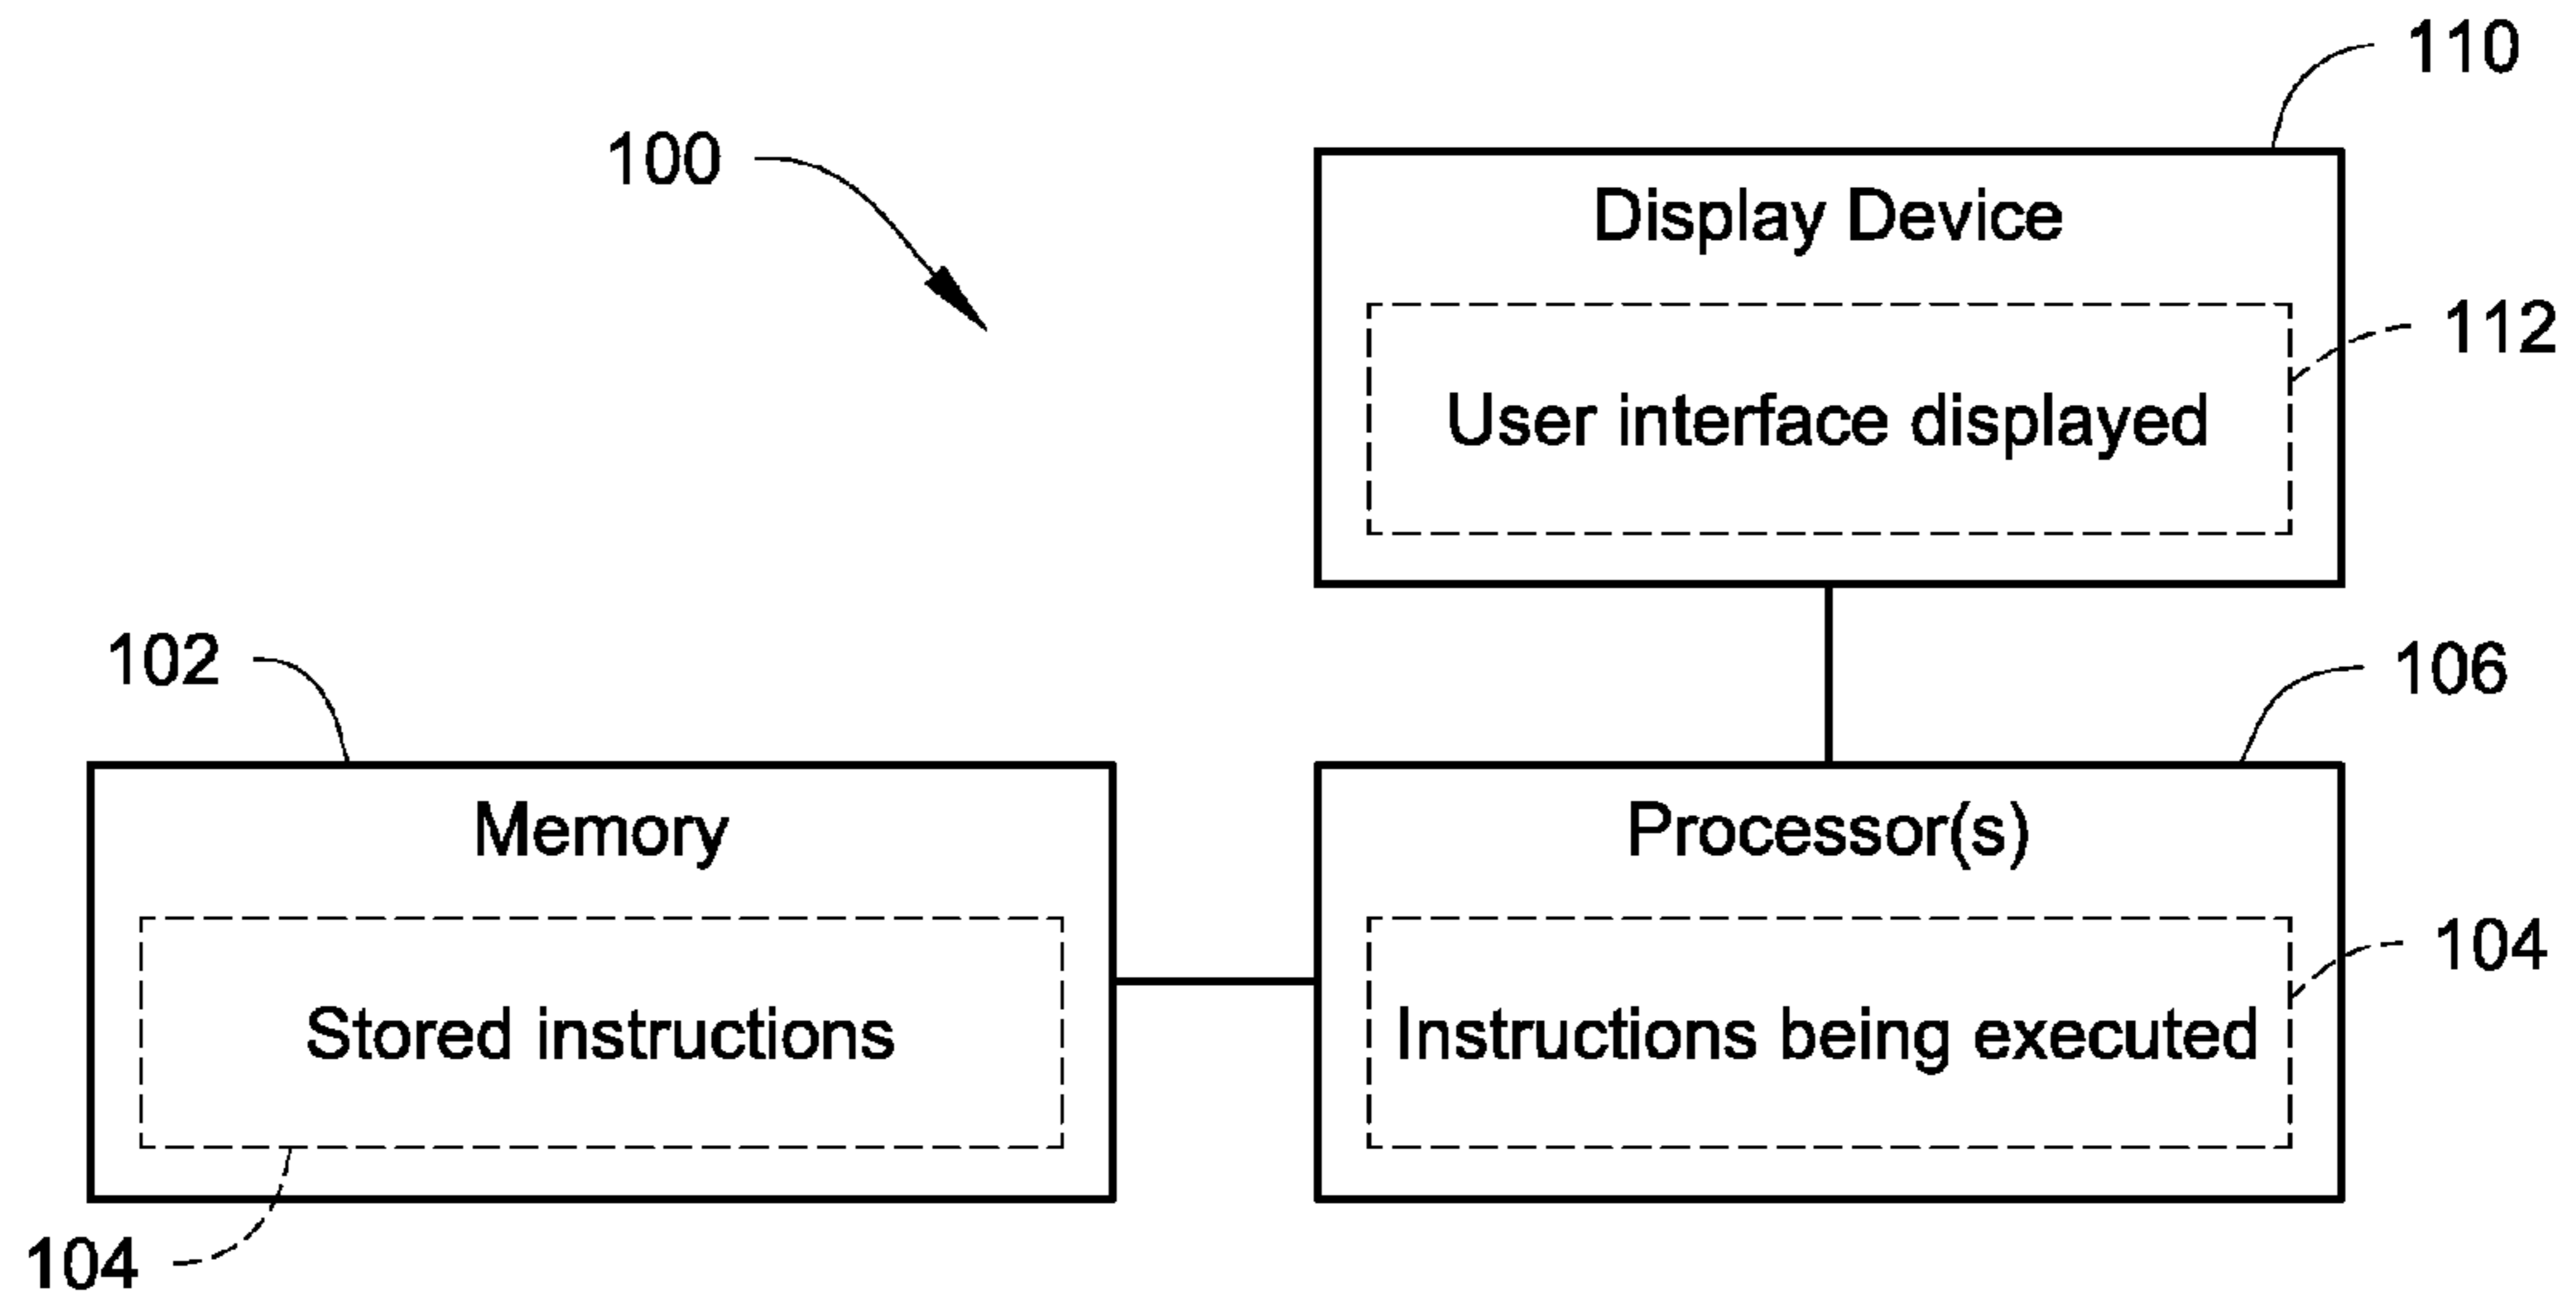 110
100
Display Device
112
User interface displayed
102
106
Memory
Processor(s)
104
Stored instructions
Instructions being executed
104